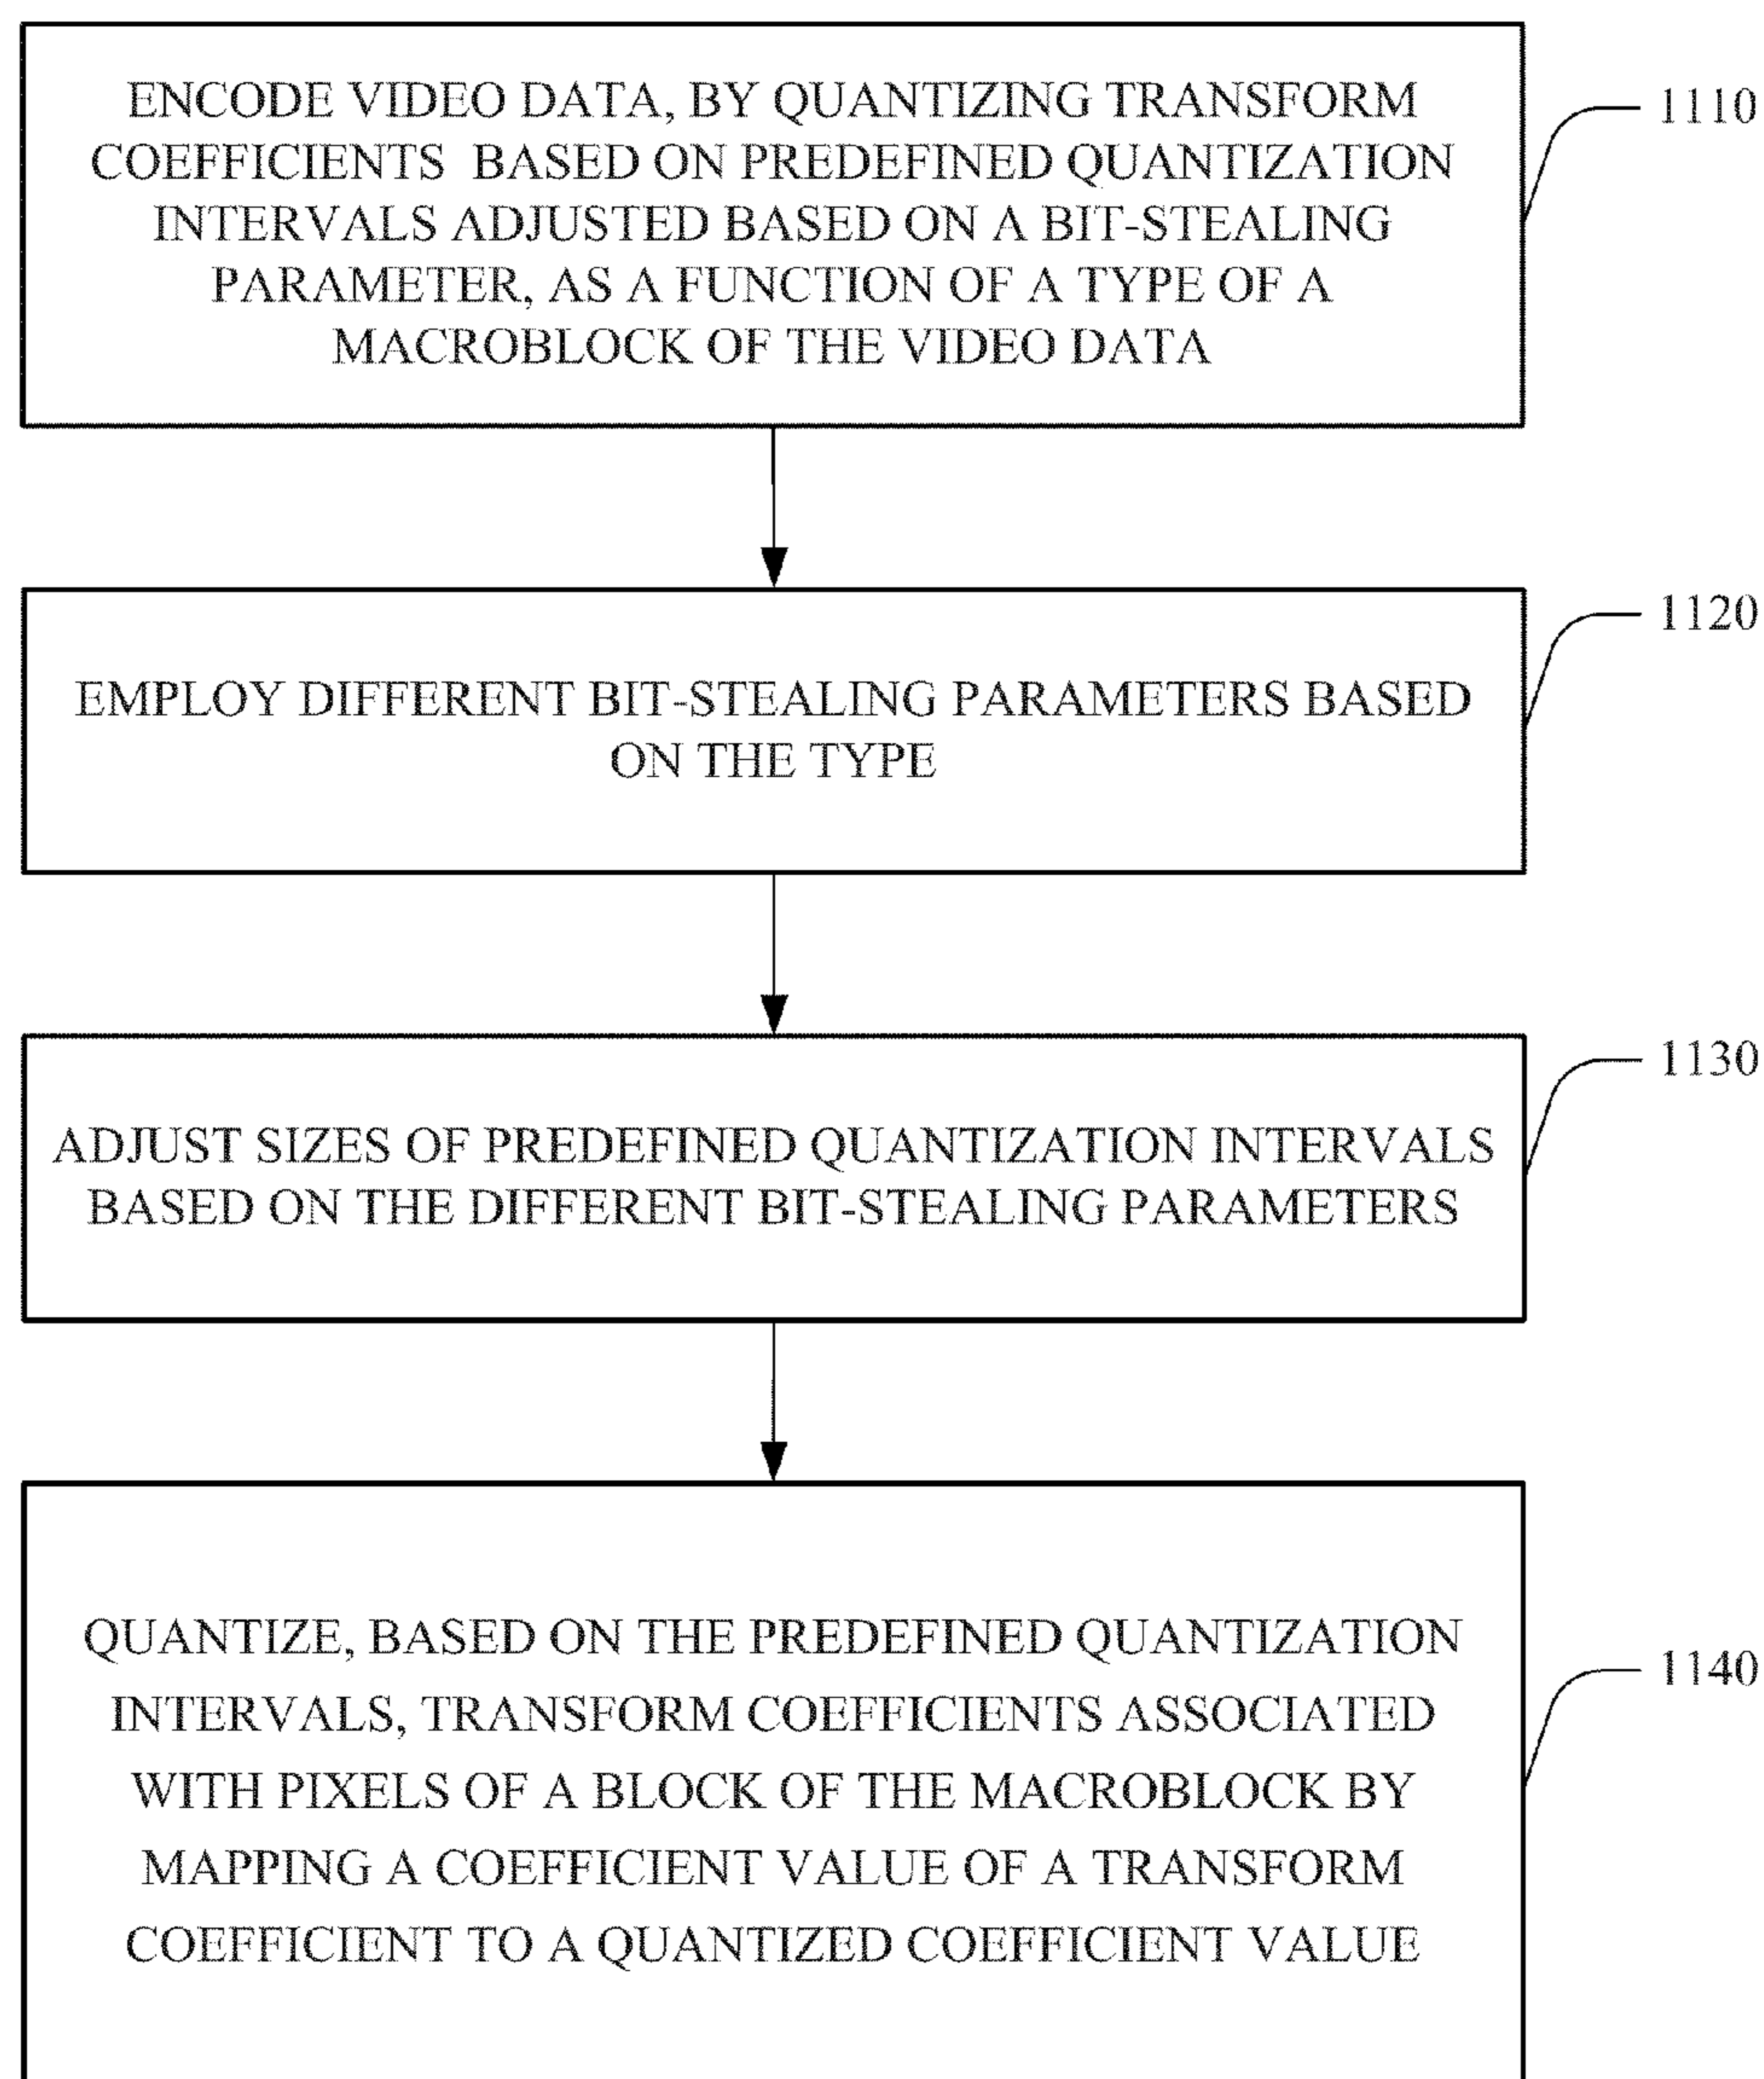 ENCODE VIDEO DATA, BY QUANTIZING TRANSFORM
COEFFICIENTS BASED ON PREDEFINED QUANTIZATION
INTERVALS ADJUSTED BASED ON A BIT-STEALING
PARAMETER, AS A FUNCTION OF A TYPE OF A
MACROBLOCK OF THE VIDEO DATA
1110
EMPLOY DIFFERENT BIT-STEALING PARAMETERS BASED
ON THE TYPE
1120
ADJUST SIZES OF PREDEFINED QUANTIZATION INTERVALS
BASED ON THE DIFFERENT BIT-STEALING PARAMETERS
1130
QUANTIZE, BASED ON THE PREDEFINED QUANTIZATION
INTERVALS, TRANSFORM COEFFICIENTS ASSOCIATED
WITH PIXELS OF A BLOCK OF THE MACROBLOCK BY
MAPPING A COEFFICIENT VALUE OF A TRANSFORM
COEFFICIENT TO A QUANTIZED COEFFICIENT VALUE
1140